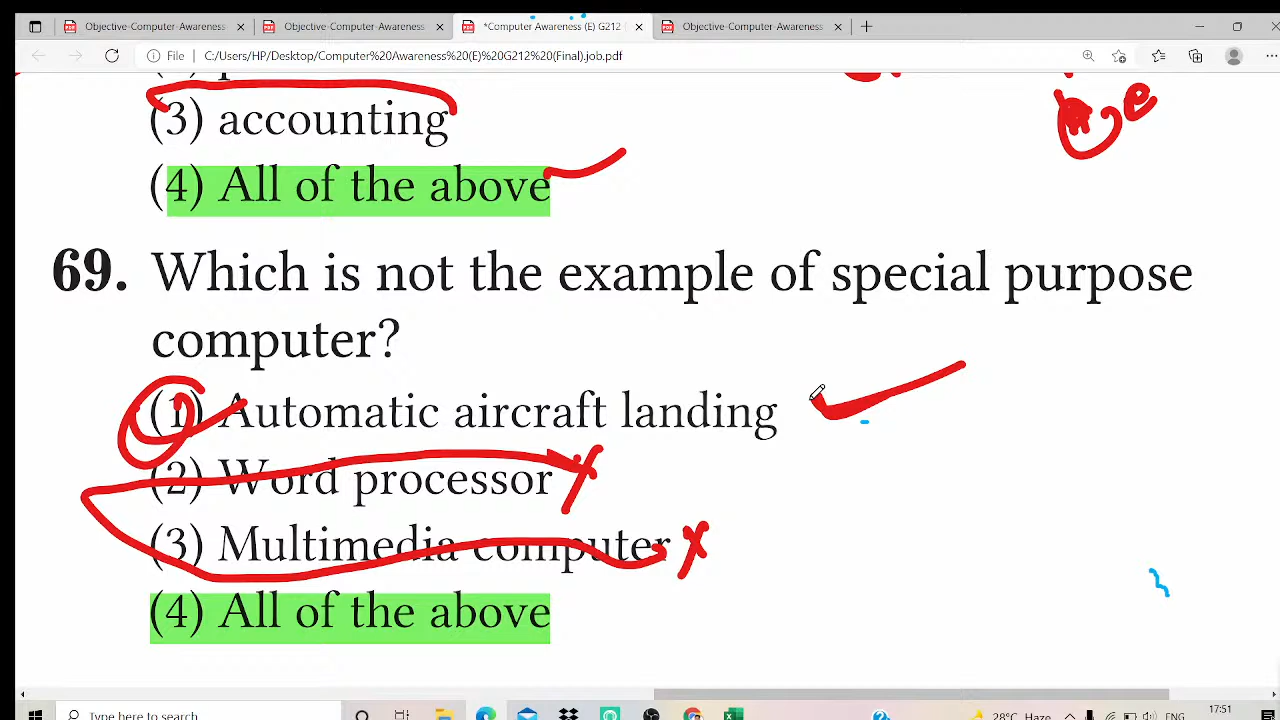 Objective-Computer-Awareness
Objective-Computer-Awareness
*Computer Awareness (E) G212
Objective-Computer-Awareness
File
C:/Users/HP/Desktop/Computer%20Awareness%20(E)%20G212%20(Final).job.pdf
(3) accounting
e
(4) All of the above
69. Which is not the example of special purpose
computer?
(1) Automatic aircraft landing
(2) Word processor
(3) Multimedia computer
(4) All of the above
Type here to search
28°C Haze
ENG
17:51